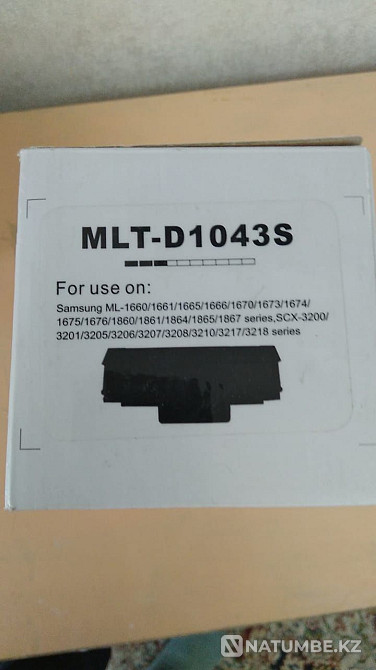 MLT-D1043S
For use on:
Samsung ML-1660/1661/1665/1666/1670/1673/1674/
1675/1676/1860/1861/1864/1865/1867 series,SCX-3200/
3201/3205/3206/3207/3208/3210/3217/3218 series
NATUMBE.KZ